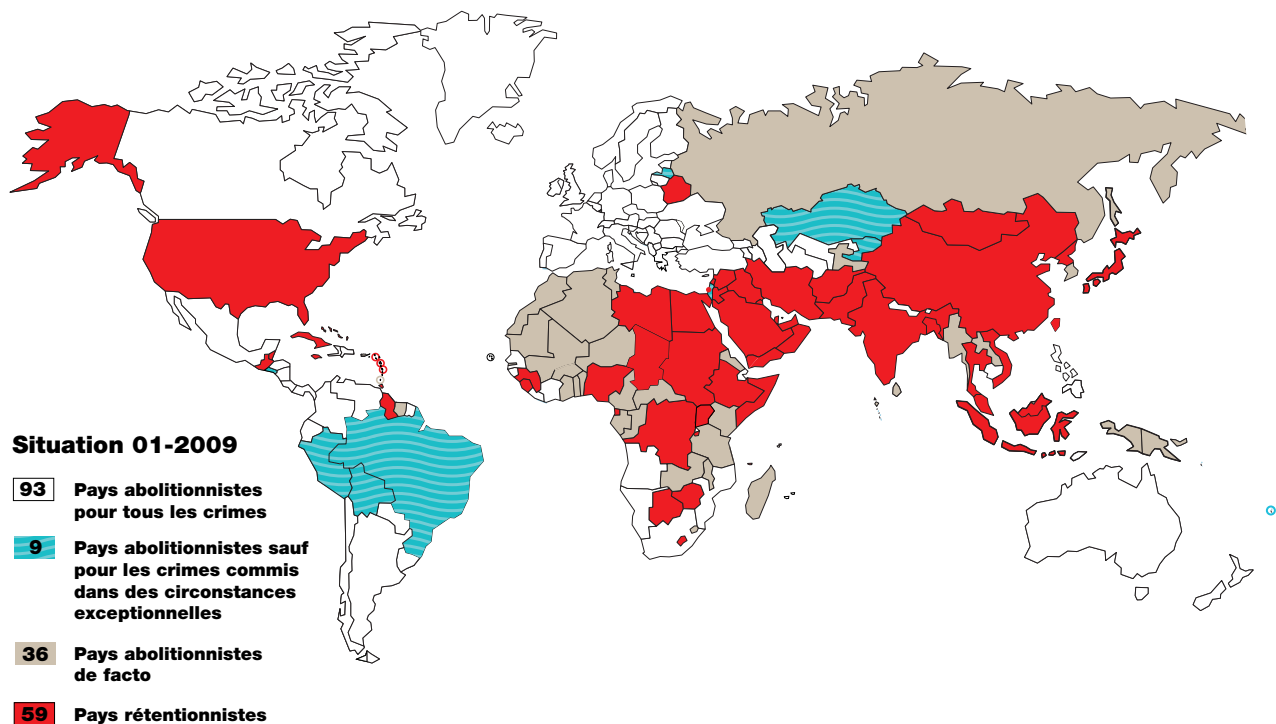 Situation 01-2009
93 Pays abolitionnistes
pour tous les crimes
9 Pays abolitionnistes sauf
pour les crimes commis
dans des circonstances
exceptionnelles
36 Pays abolitionnistes
de facto
59 Pays rétentionnistes